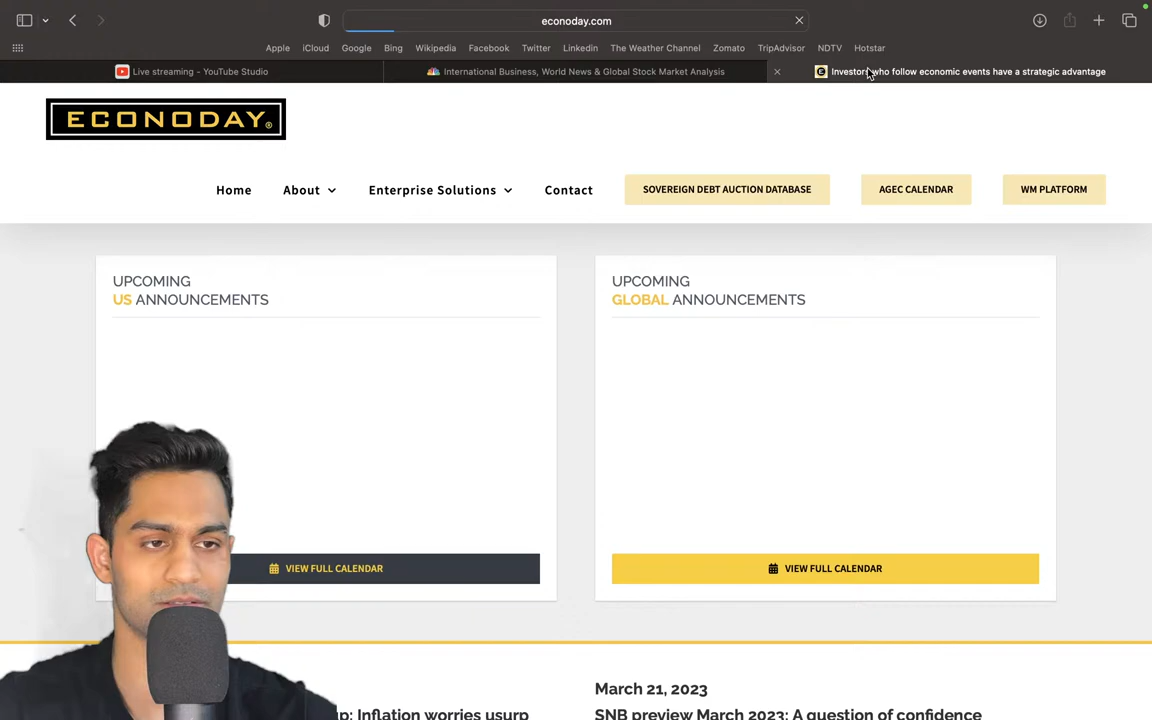 econoday.com
Apple iCloud Google Bing Wikipedia Facebook Twitter Linkedin The Weather Channel Zomato TripAdvisor NDTV Hotstar
Live streaming - YouTube Studio
International Business, World News & Global Stock Market Analysis
Investors who follow economic events have a strategic advantage
ECONODAY®
Home About Enterprise Solutions Contact SOVEREIGN DEBT AUCTION DATABASE AGEC CALENDAR WM PLATFORM
UPCOMING
US ANNOUNCEMENTS
VIEW FULL CALENDAR
UPCOMING
GLOBAL ANNOUNCEMENTS
VIEW FULL CALENDAR
up: Inflation worries usurp
March 21, 2023
SNB preview March 2023: A question of confidence